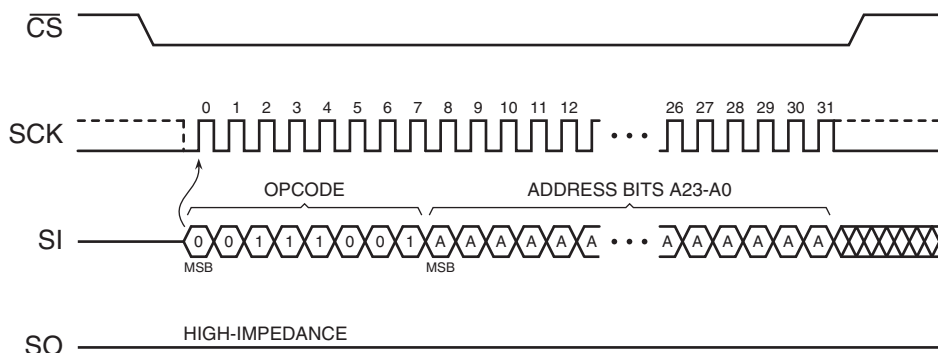 CS
0 1 2 3 4 5 6 7 8 9 10 11 12 26 27 28 29 30 31
SCK
OPCODE ADDRESS BITS A23-A0
SI 0 0 1 1 1 0 0 1 A A A A A A A A A A A A
MSB MSB
HIGH-IMPEDANCE
SO